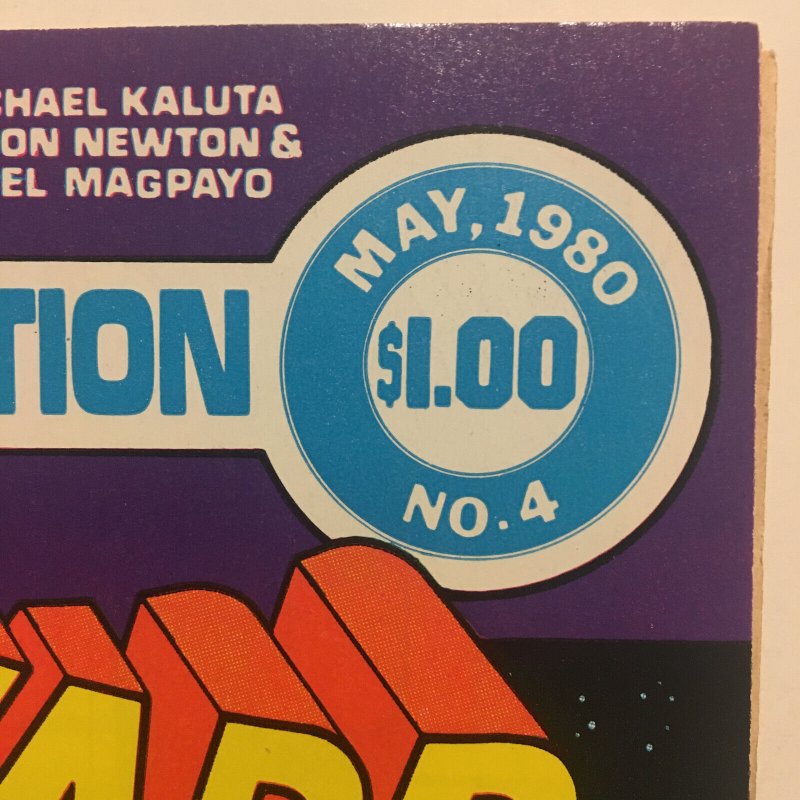 CHAEL KALUTA
ON NEWTON &
EL MAGPAYO
MAY, 1980
TION
$1.00
NO. 4